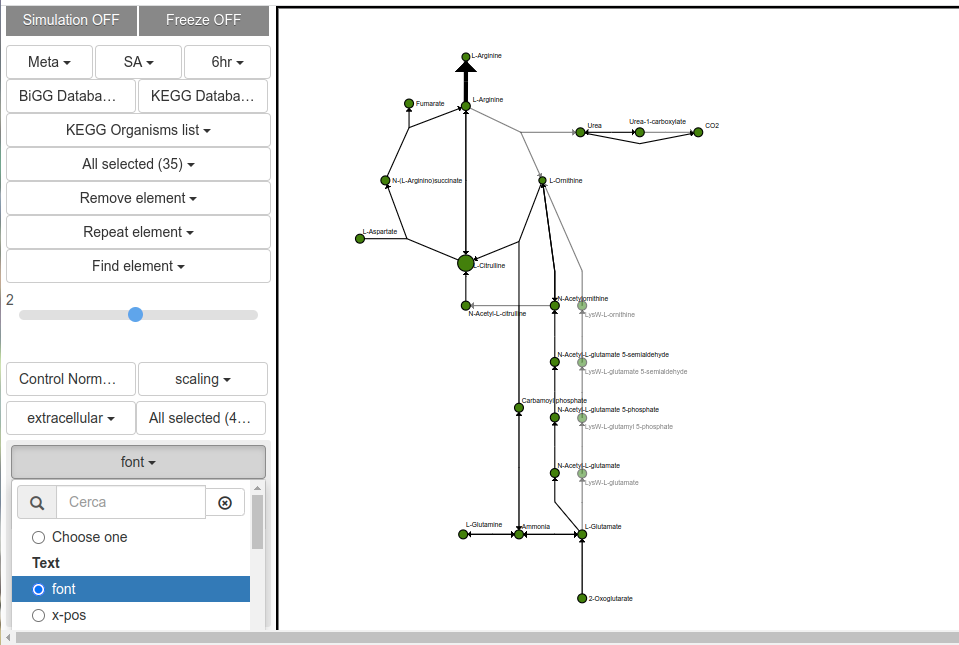 Simulation OFF
Freeze OFF
Meta
SA
6hr
BiGG Databa...
KEGG Databa...
KEGG Organisms list
All selected (35)
Remove element
Repeat element
Find element
2
Control Norm...
scaling
extracellular
All selected (4...
font
Cerca
Choose one
Text
font
x-pos
L-Arginine
L-Arginine
Fumarate
Urea
Urea-1-carboxylate
CO2
N-(L-Arginino)succinate
L-Ornithine
L-Aspartate
L-Citrulline
N-Acetylornithine
N-Acetyl-L-citrulline
LysW-L-ornithine
N-Acetyl-L-glutamate 5-semialdehyde
LysW-L-glutamate 5-semialdehyde
Carbamoyl phosphate
N-Acetyl-L-glutamate 5-phosphate
LysW-L-glutamyl 5-phosphate
N-Acetyl-L-glutamate
LysW-L-glutamate
L-Glutamine
Ammonia
L-Glutamate
2-Oxoglutarate